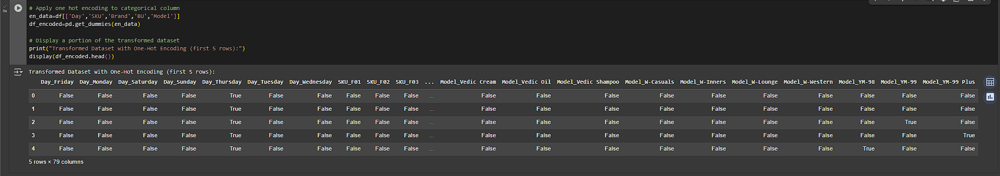 # Apply one hot encoding to categorical column
en_data=df[['Day','SKU','Brand','BU','Model']]
df_encoded=pd.get_dummies(en_data)
# Display a portion of the transformed dataset
print("Transformed Dataset with One-Hot Encoding (first 5 rows):")
display(df_encoded.head())
0s
Transformed Dataset with One-Hot Encoding (first 5 rows):
Day_Friday Day_Monday Day_Saturday Day_Sunday Day_Thursday Day_Tuesday Day_Wednesday SKU_F01 SKU_F02 SKU_F03 ... Model_Vedic Cream Model_Vedic Oil Model_Vedic Shampoo Model_W-Casuals Model_W-Inners Model_W-Lounge Model_W-Western Model_YM-98 Model_YM-99 Model_YM-99 Plus
0 False False False False True False False False False False ... False False False False False False False False False False
1 False False False False True False False False False False ... False False False False False False False False False False
2 False False False False True False False False False False ... False False False False False False False False True False
3 False False False False True False False False False False ... False False False False False False False False False True
4 False False False False True False False False False False ... False False False False False False False True False False
5 rows × 79 columns